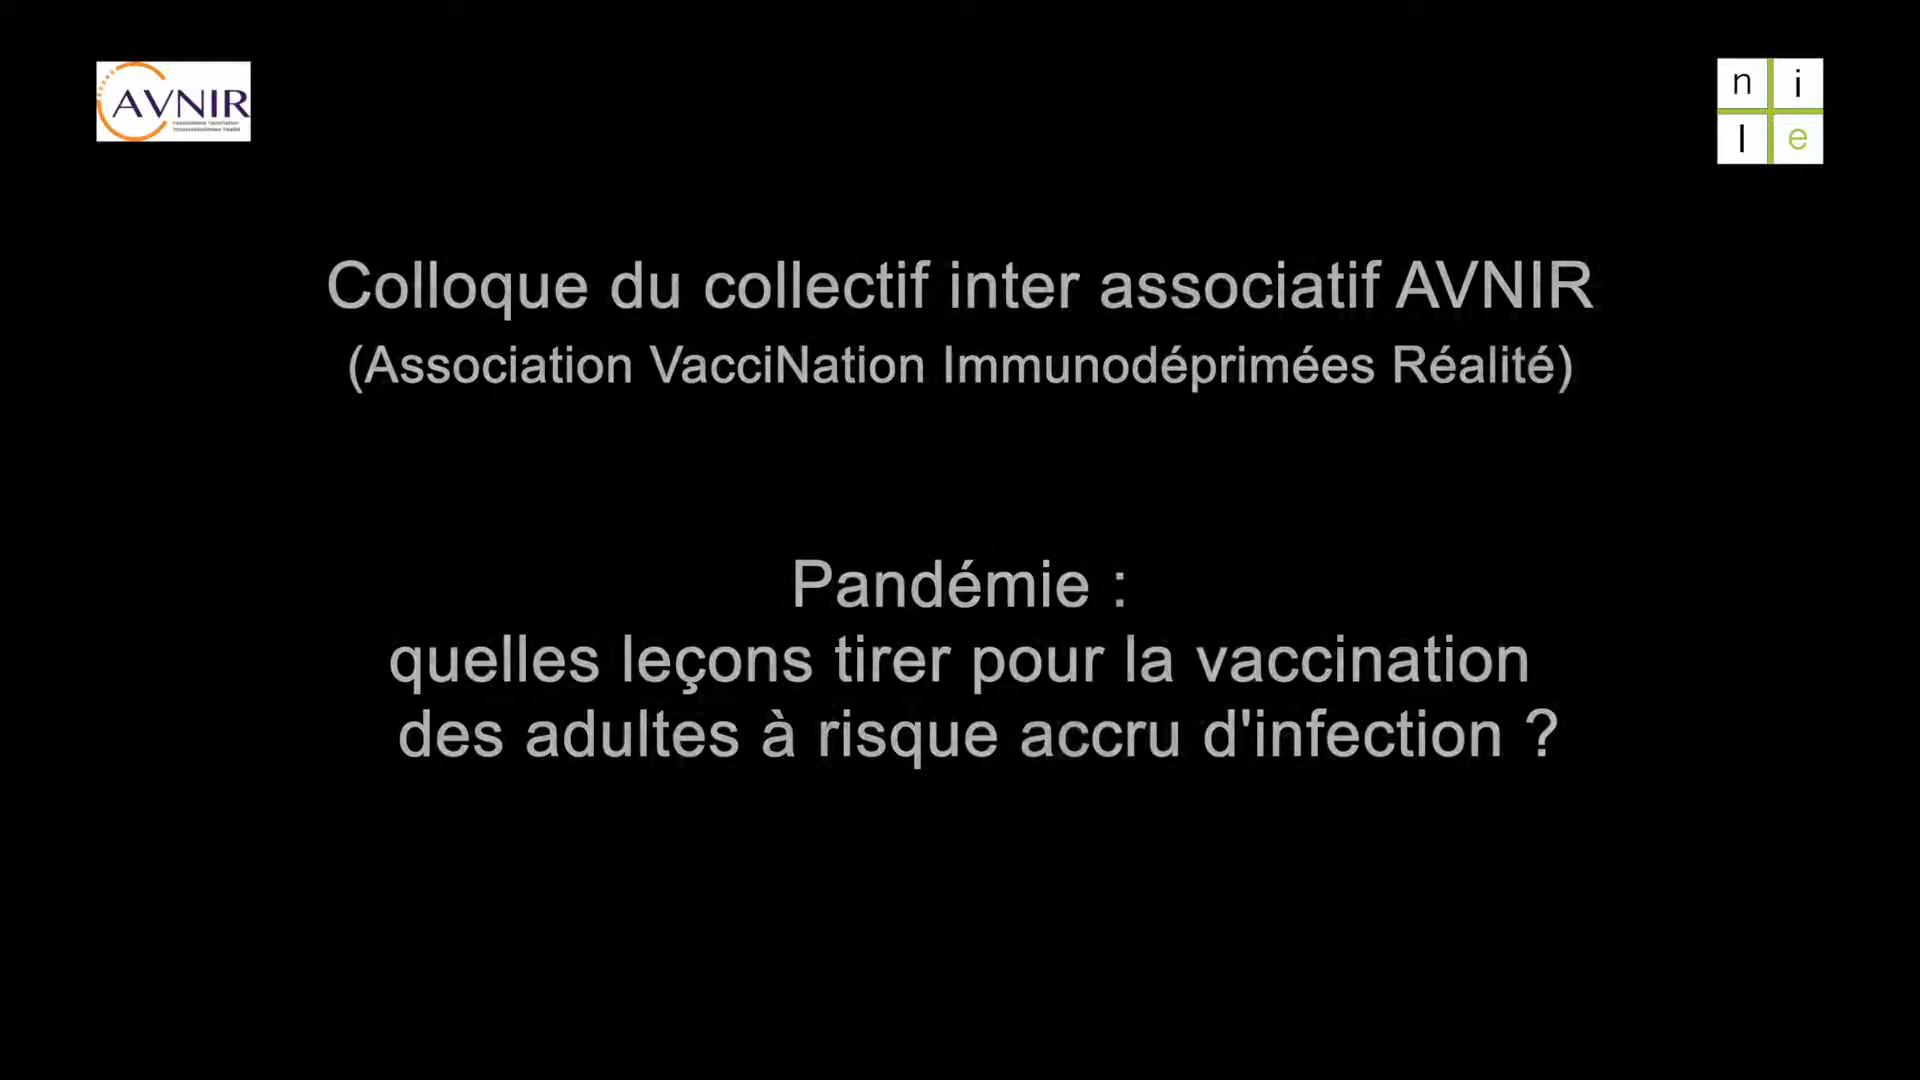 AVNIR
n i
l e
Colloque du collectif inter associatif AVNIR
(Association VacciNation Immunodéprimées Réalité)
Pandémie :
quelles leçons tirer pour la vaccination
des adultes à risque accru d'infection ?